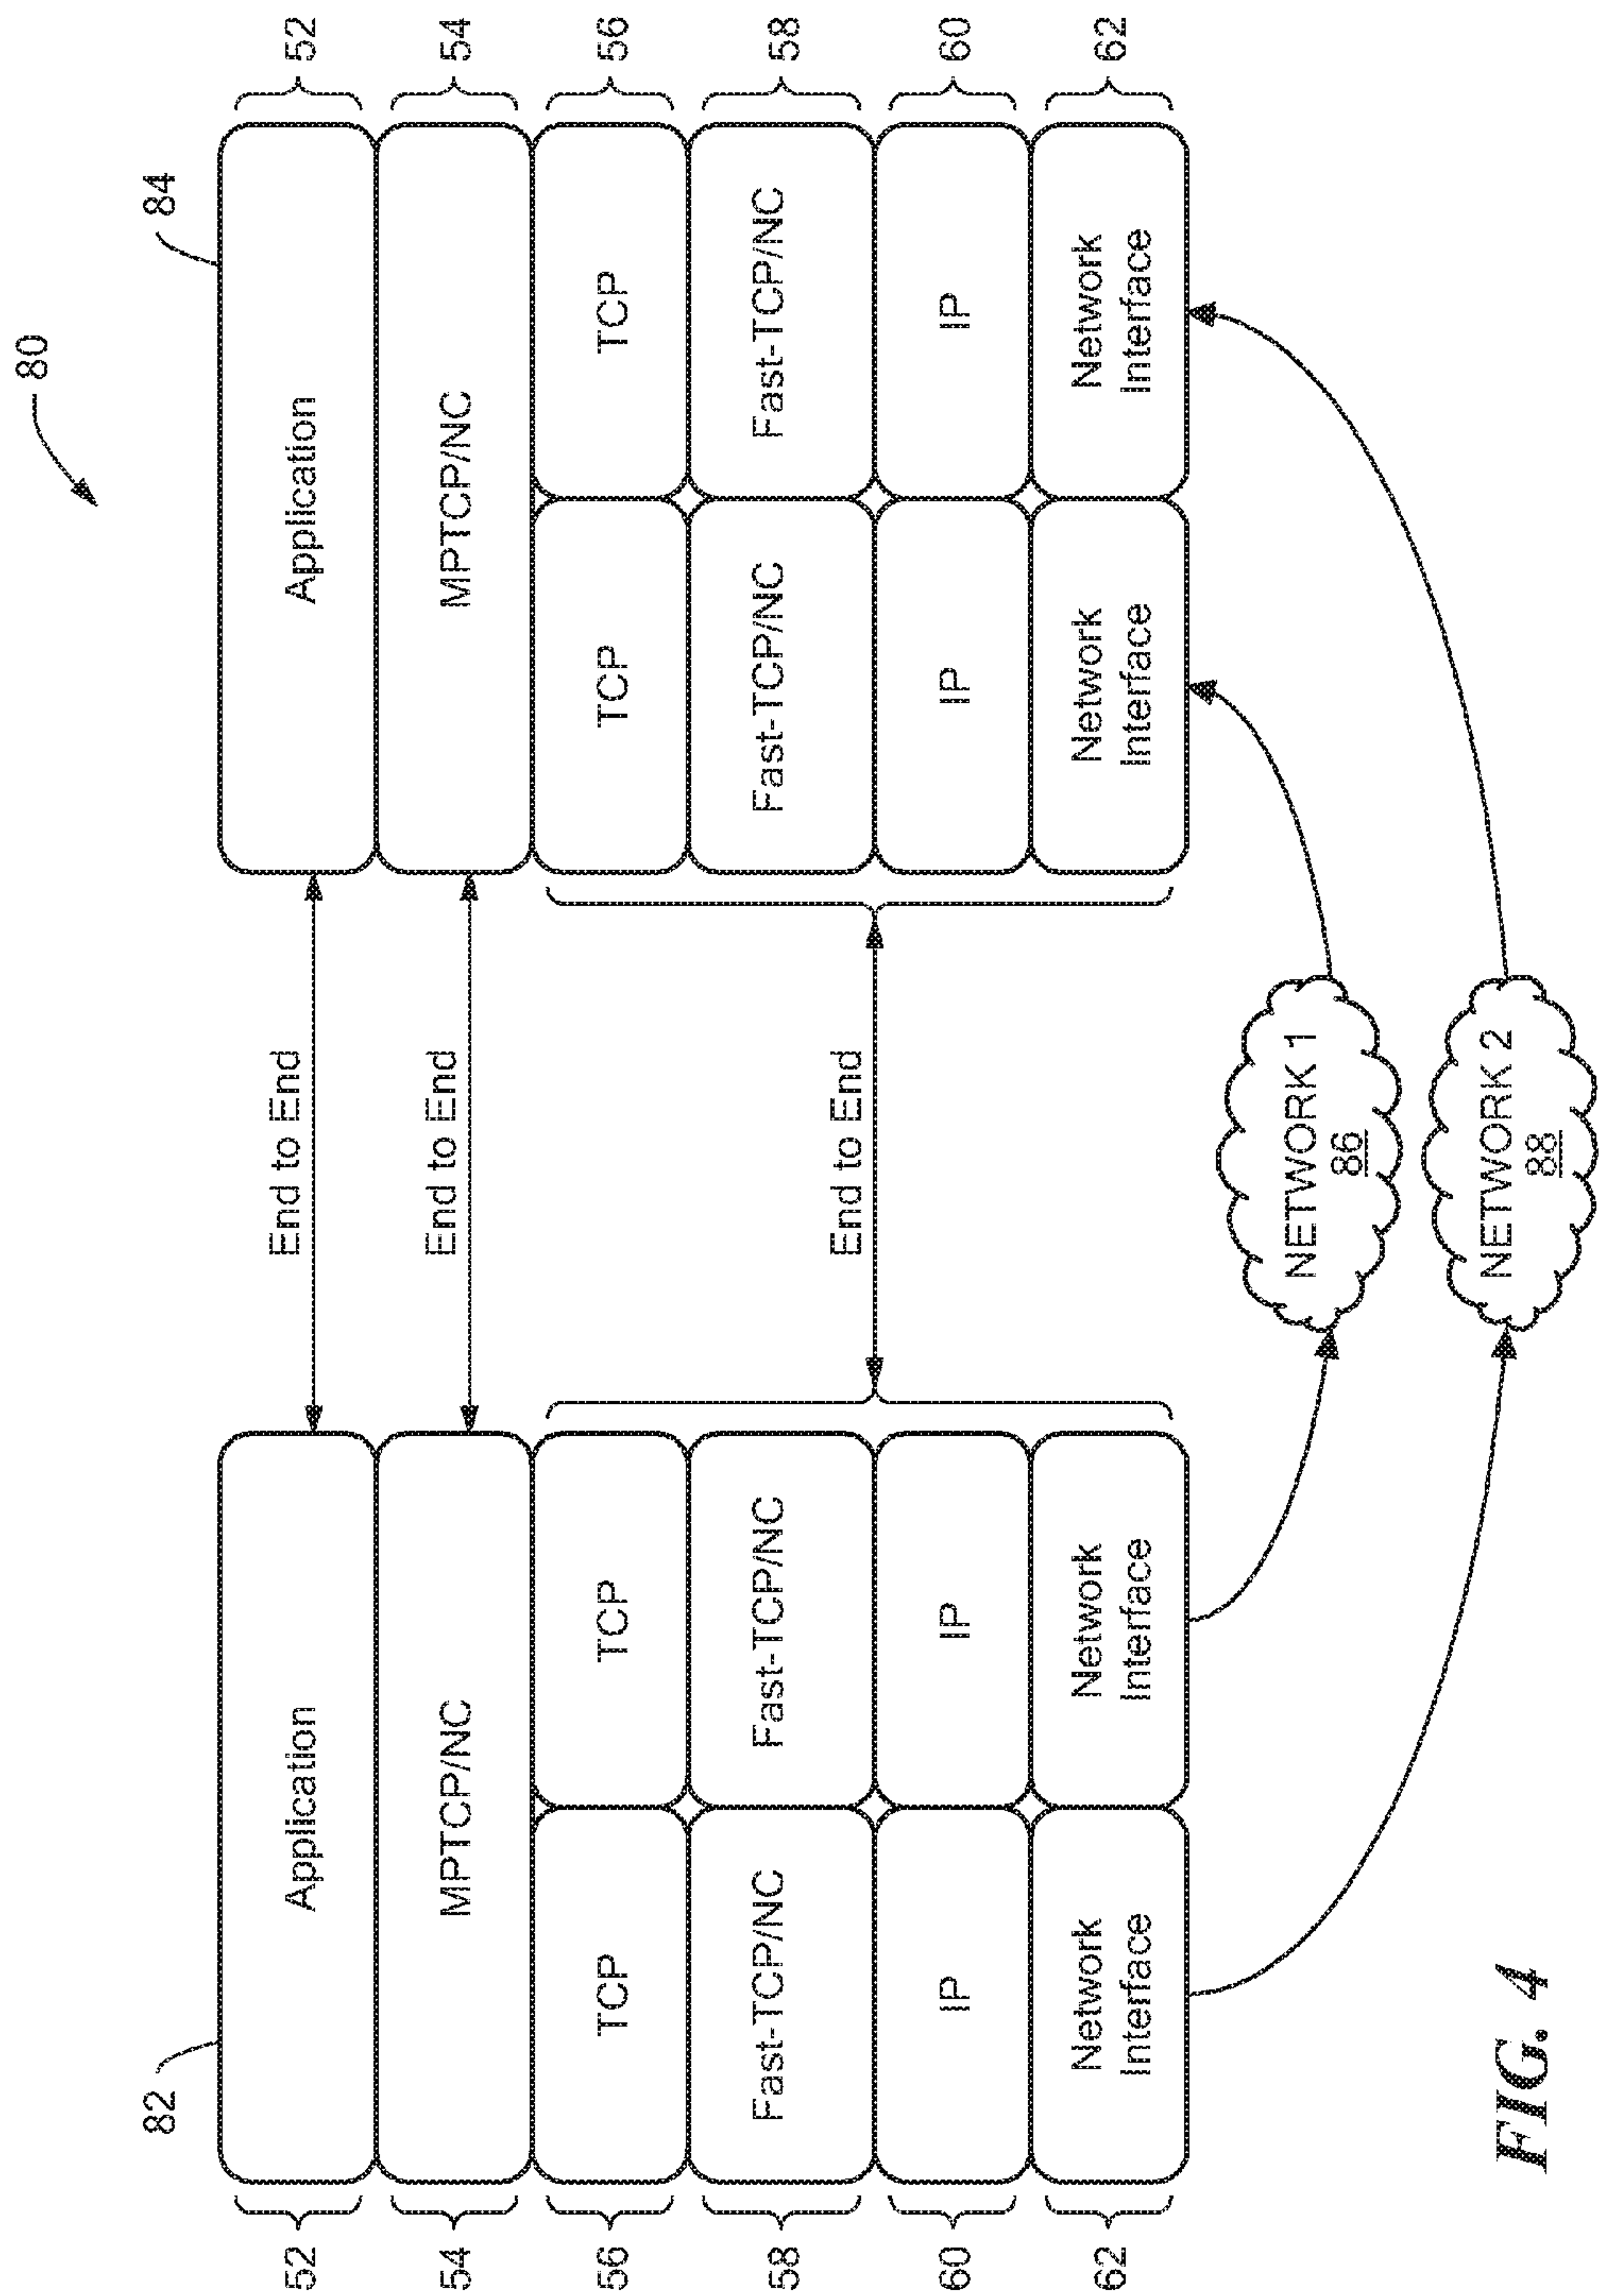 80
82
84
52
Application
End to End
Application
52
54
MPTCP/NC
End to End
MPTCP/NC
54
56
TCP
TCP
TCP
TCP
56
58
Fast-TCP/NC
Fast-TCP/NC
End to End
Fast-TCP/NC
Fast-TCP/NC
58
60
IP
IP
IP
IP
60
62
Network
Interface
Network
Interface
Network
Interface
Network
Interface
62
NETWORK 1
86
NETWORK 2
88
FIG. 4